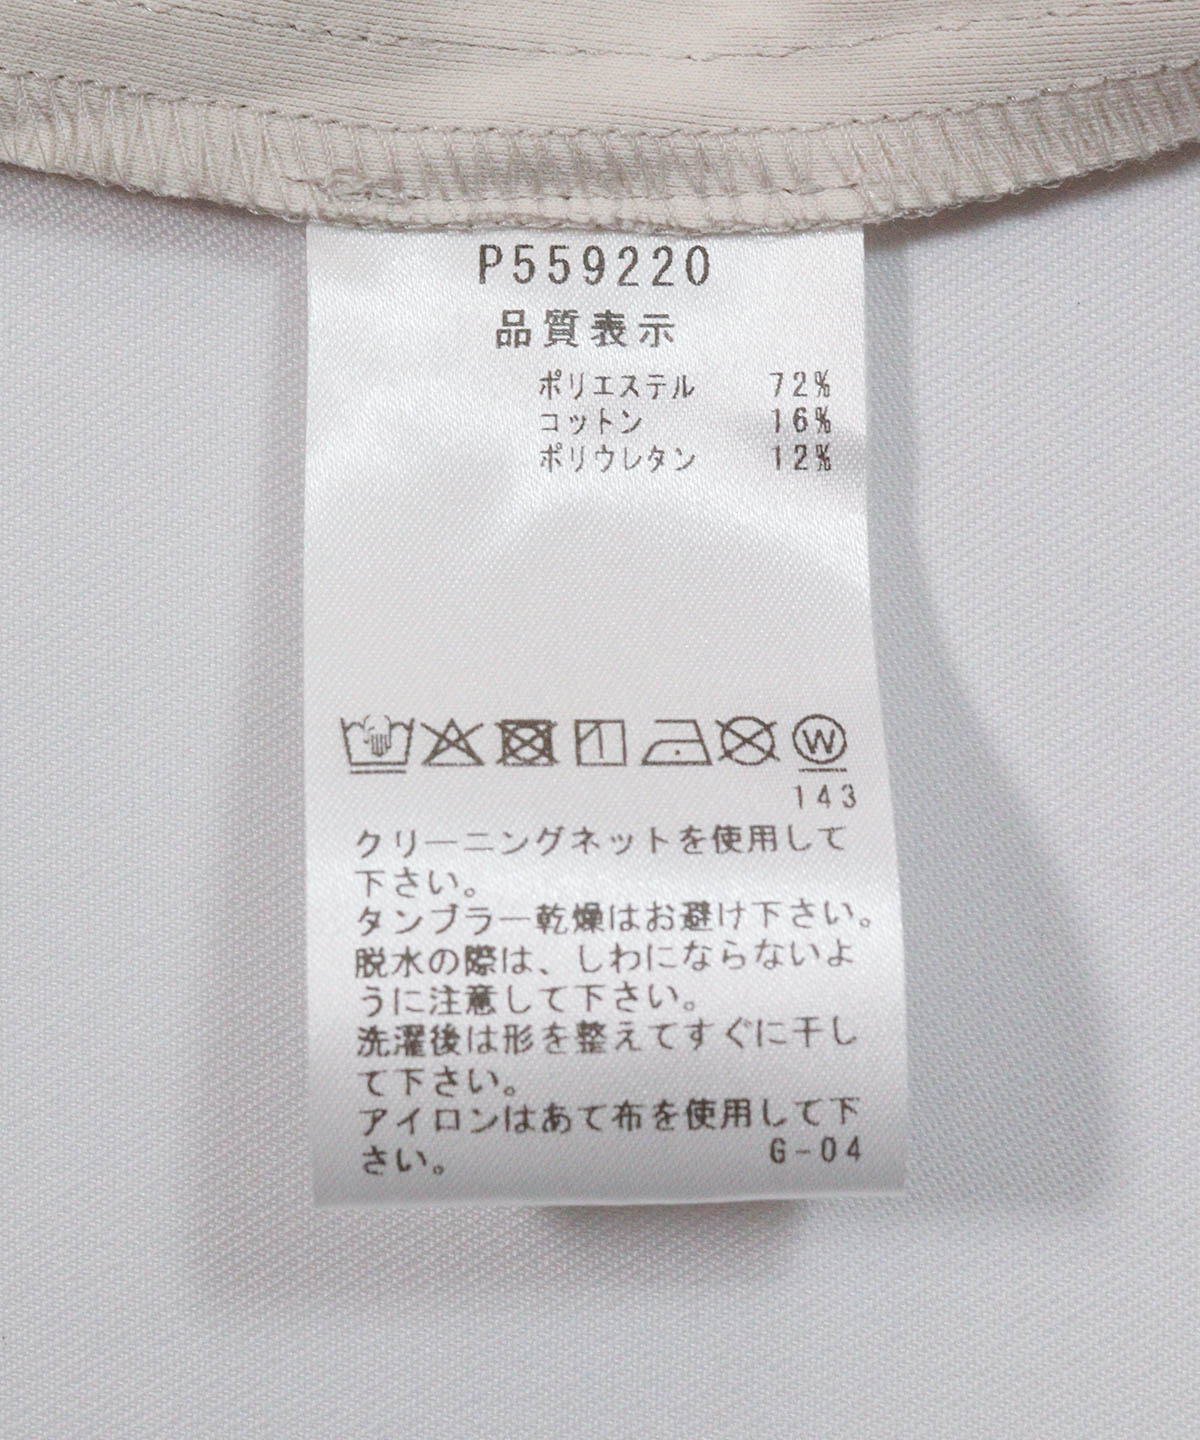 P559220
品質表示
ポリエステル 72%
コットン 16%
ポリウレタン 12%
W
143
クリーニングネットを使用して
下さい。
タンブラー乾燥はお避け下さい。
脱水の際は、しわにならないよ
うに注意して下さい。
洗濯後は形を整えてすぐに干し
て下さい。
アイロンはあて布を使用して下
さい。 G-04